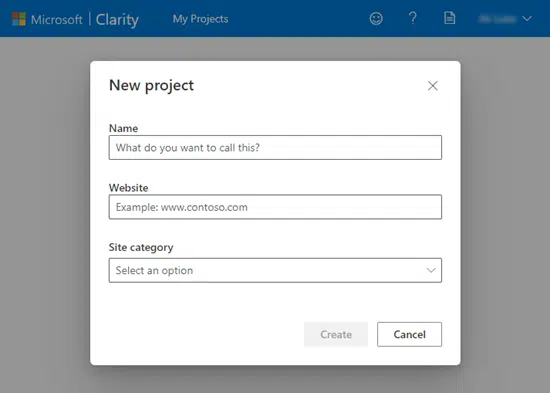 Microsoft | Clarity My Projects
New project
Name
What do you want to call this?
Website
Example: www.contoso.com
Site category
Select an option
Create Cancel